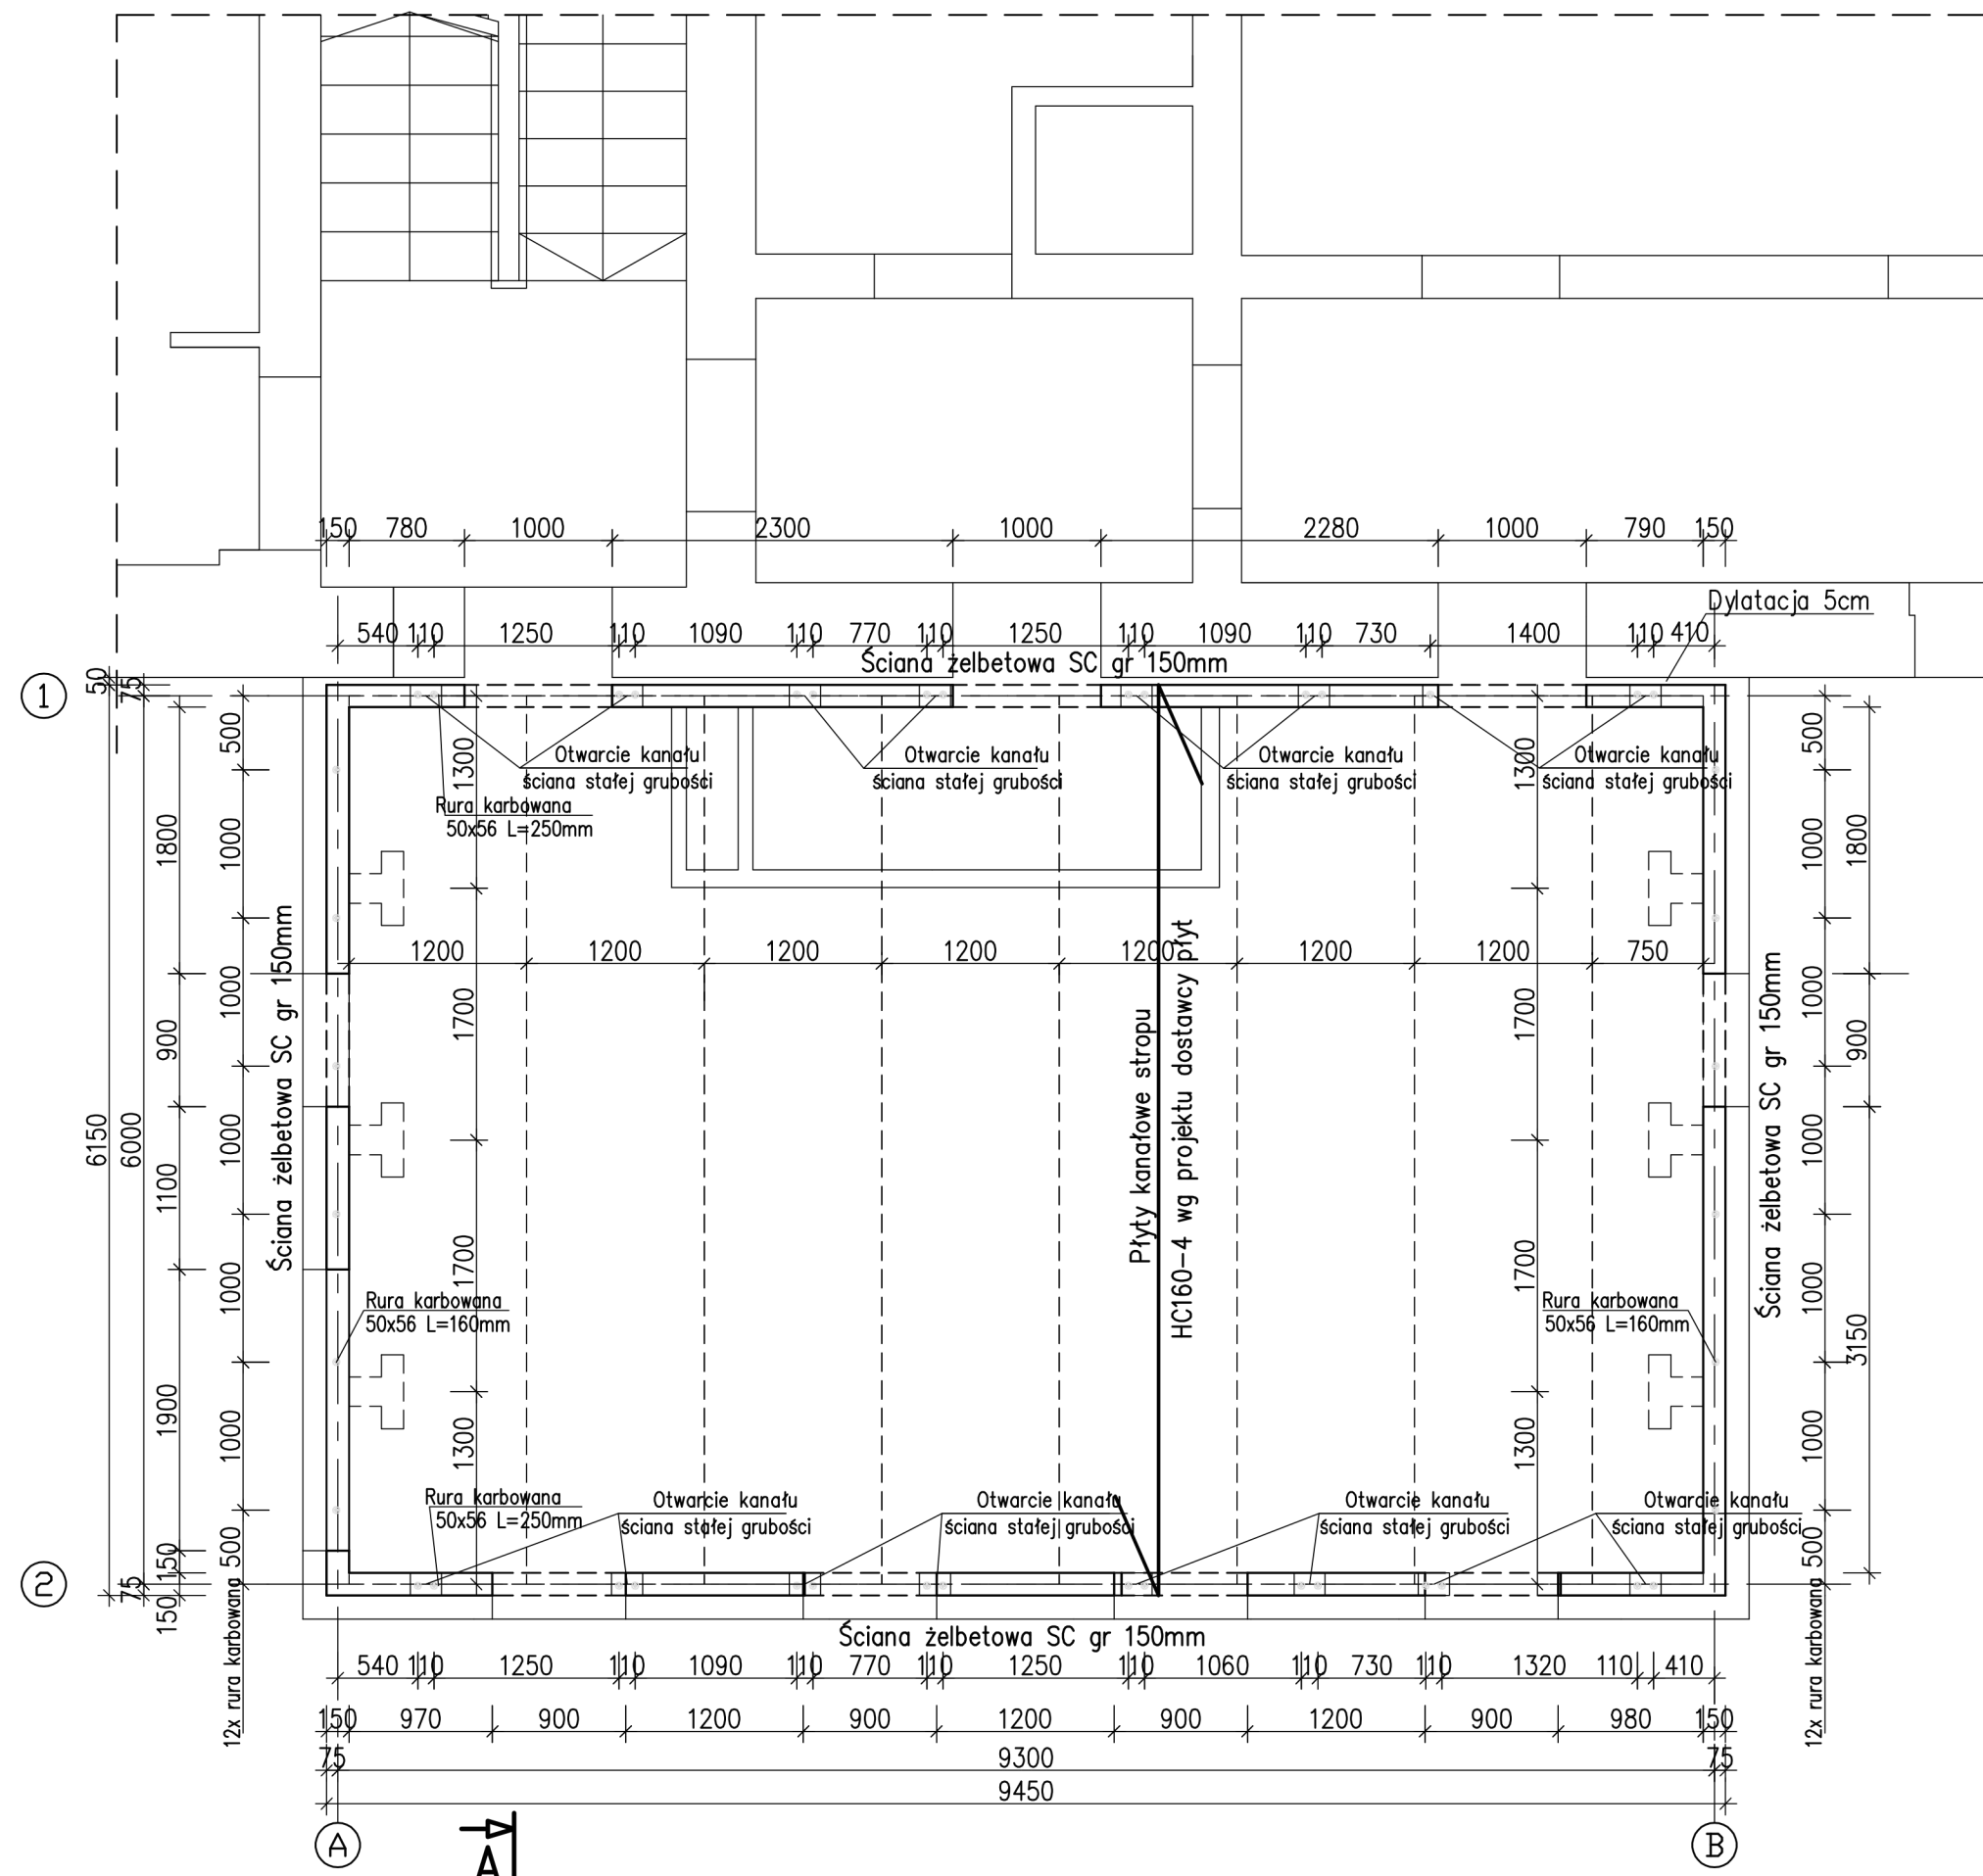 150 780 1000 2300 1000 2280 1000 790 150
Dylatacja 5cm
540 110 1250 110 1090 110 770 110 1250 110 1090 110 730 1400 110 410
Ściana żelbetowa SC gr 150mm
50 75
1
500 1300 1300 500
Otwarcie kanału
ściana stałej grubości
Otwarcie kanału
ściana stałej grubości
Otwarcie kanału
ściana stałej grubości
Otwarcie kanału
ściana stałej grubości
Rura karbowana
50x56 L=250mm
1800 1000 1000 1800
1200 1200 1200 1200 1200 1200 1200 750
Ściana żelbetowa SC gr 150mm
Płyty kanałowe stropu
HC160-4 wg projektu dostawcy płyt
Ściana żelbetowa SC gr 150mm
900 1000 1700 1700 1000 900
6150 6000 1100 1000 1000
1000 1700 1700 1000 3150
Rura karbowana
50x56 L=160mm
Rura karbowana
50x56 L=160mm
1900 1000 1300 1300 1000
Rura karbowana
50x56 L=250mm
Otwarcie kanału
ściana stałej grubości
Otwarcie kanału
ściana stałej grubości
Otwarcie kanału
ściana stałej grubości
Otwarcie kanału
ściana stałej grubości
150 500 500
2
75 150
12x rura karbowana
12x rura karbowana
Ściana żelbetowa SC gr 150mm
540 110 1250 110 1090 110 770 110 1250 110 1060 110 730 110 1320 110 410
150 970 900 1200 900 1200 900 1200 900 980 150
75 9300 75
9450
A B
A